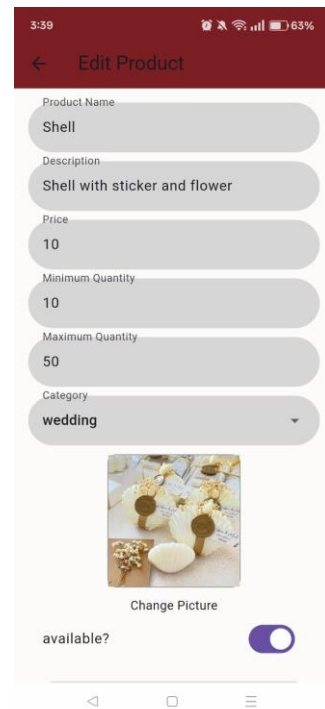 3:39
63%
Edit Product
Product Name
Shell
Description
Shell with sticker and flower
Price
10
Minimum Quantity
10
Maximum Quantity
50
Category
wedding
Change Picture
available?